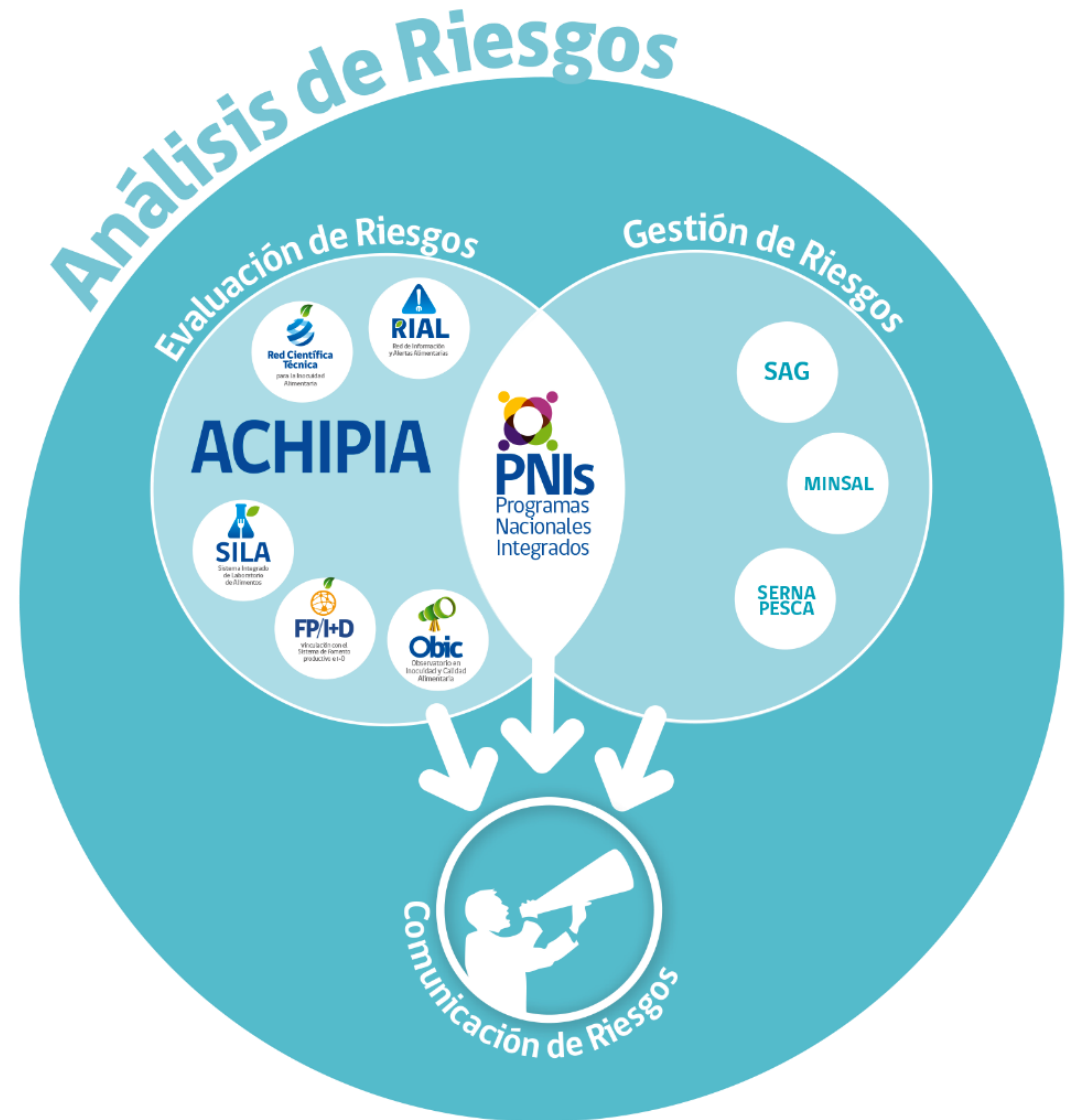 Análisis de Riesgos
Evaluación de Riesgos
Gestión de Riesgos
Red Científica
Técnica
para la Inocuidad
Alimentaria
RIAL
Red de Información
y Alertas Alimentarias
ACHIPIA
SILA
Sistema Integrado
de Laboratorio
de Alimentos
FP/I+D
Vinculación con el
Sistema de Fomento
productivo e I+D
Obic
Observatorio en
Inocuidad y Calidad
Alimentaria
PNIs
Programas
Nacionales
Integrados
SAG
MINSAL
SERNA
PESCA
Comunicación de Riesgos